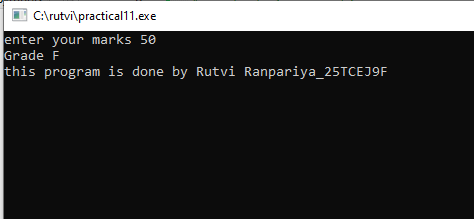 C:\rutvi\practical11.exe
enter your marks 50
Grade F
this program is done by Rutvi Ranpariya_25TCEJ9F